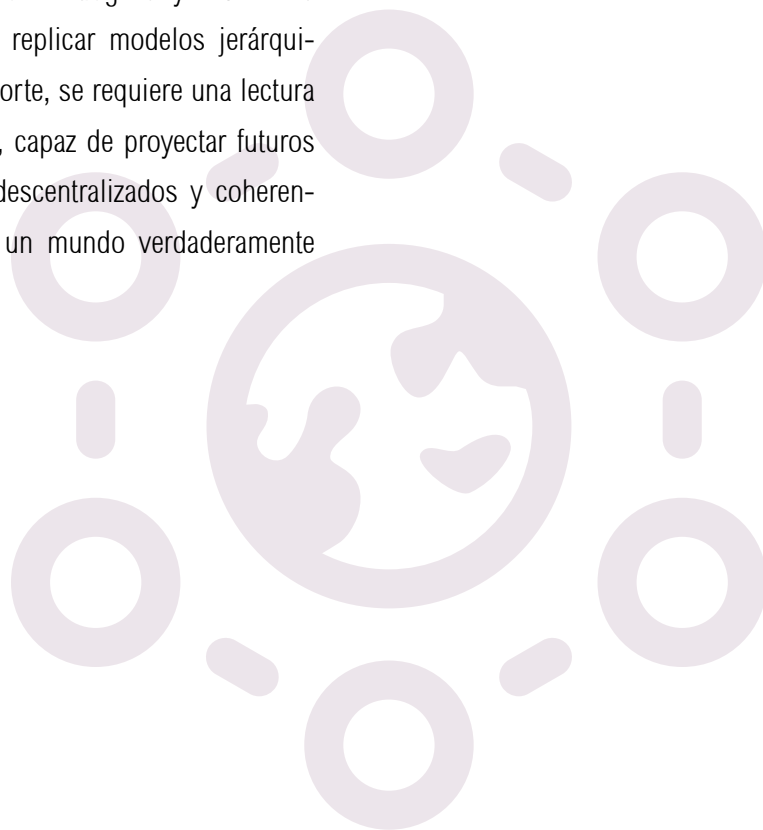 replicar modelos jerárqui-
orte, se requiere una lectura
, capaz de proyectar futuros
descentralizados y coheren-
un mundo verdaderamente